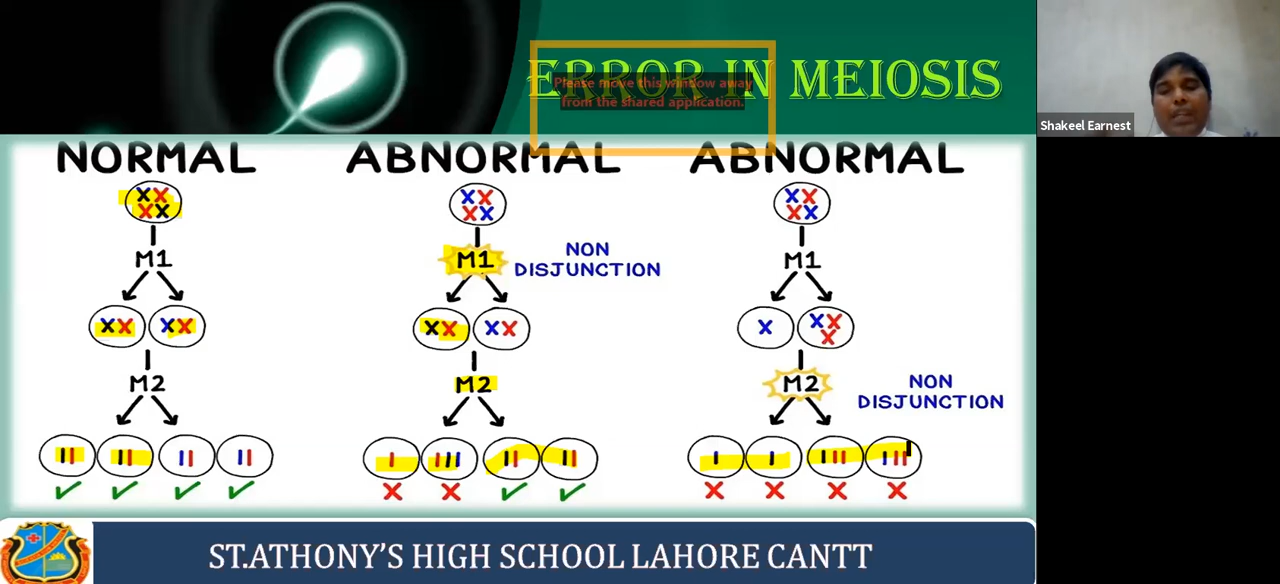 ERROR IN MEIOSIS
Please move this window away
from the shared application.
Shakeel Earnest
NORMAL
ABNORMAL
ABNORMAL
M1
M1
NON
DISJUNCTION
M1
M2
M2
M2
NON
DISJUNCTION
ST.ATHONY'S HIGH SCHOOL LAHORE CANTT